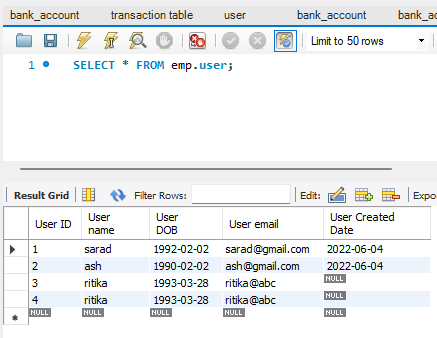 bank_account transaction table user bank_account bank_a
Limit to 50 rows
1 SELECT * FROM emp.user;
Result Grid Filter Rows: Edit: Expor
User ID User name User DOB User email User Created Date
1 sarad 1992-02-02 sarad@gmail.com 2022-06-04
2 ash 1990-02-02 ash@gmail.com 2022-06-04
3 ritika 1993-03-28 ritika@abc NULL
4 ritika 1993-03-28 ritika@abc NULL
NULL NULL NULL NULL NULL